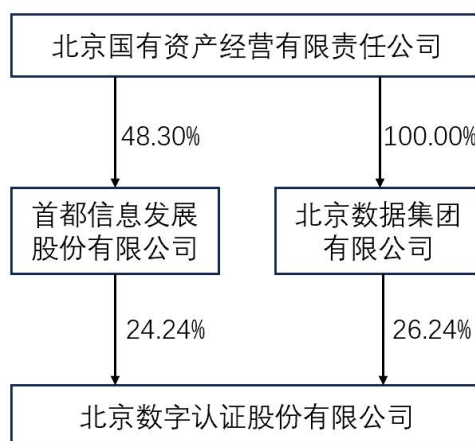 北京国有资产经营有限责任公司
48.30%
100.00%
首都信息发展
股份有限公司
北京数据集团
有限公司
24.24%
26.24%
北京数字认证股份有限公司